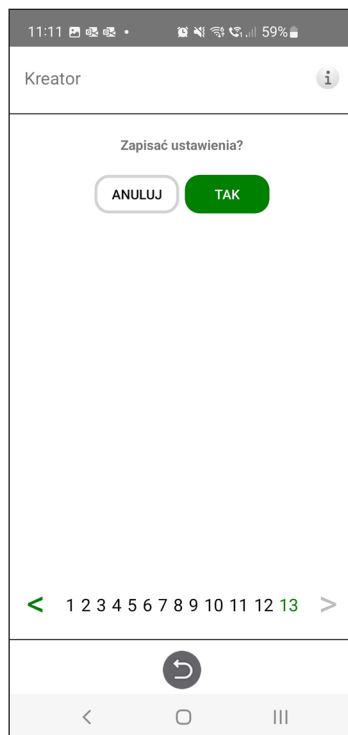 11:11 59%
Kreator
Zapisać ustawienia?
ANULUJ TAK
< 1 2 3 4 5 6 7 8 9 10 11 12 13 >